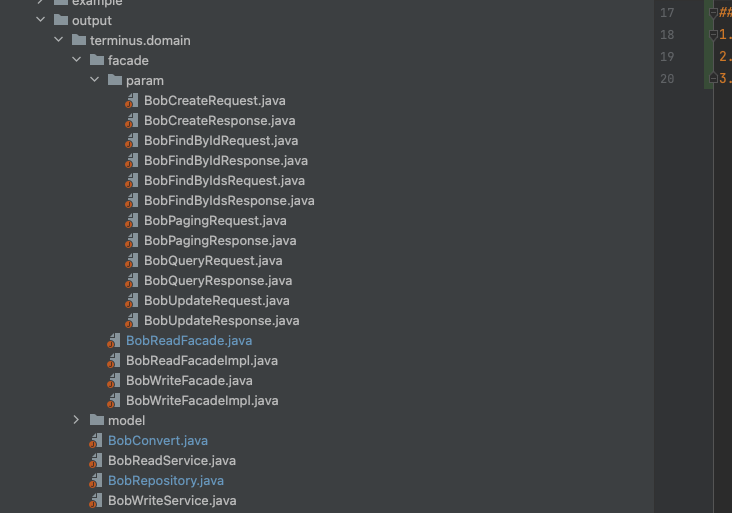 example
output
terminus.domain
facade
param
BobCreateRequest.java
BobCreateResponse.java
BobFindByIdRequest.java
BobFindByIdResponse.java
BobFindByIdsRequest.java
BobFindByIdsResponse.java
BobPagingRequest.java
BobPagingResponse.java
BobQueryRequest.java
BobQueryResponse.java
BobUpdateRequest.java
BobUpdateResponse.java
BobReadFacade.java
BobReadFacadeImpl.java
BobWriteFacade.java
BobWriteFacadeImpl.java
model
BobConvert.java
BobReadService.java
BobRepository.java
BobWriteService.java
17 ##
18 1.
19 2.
20 3.